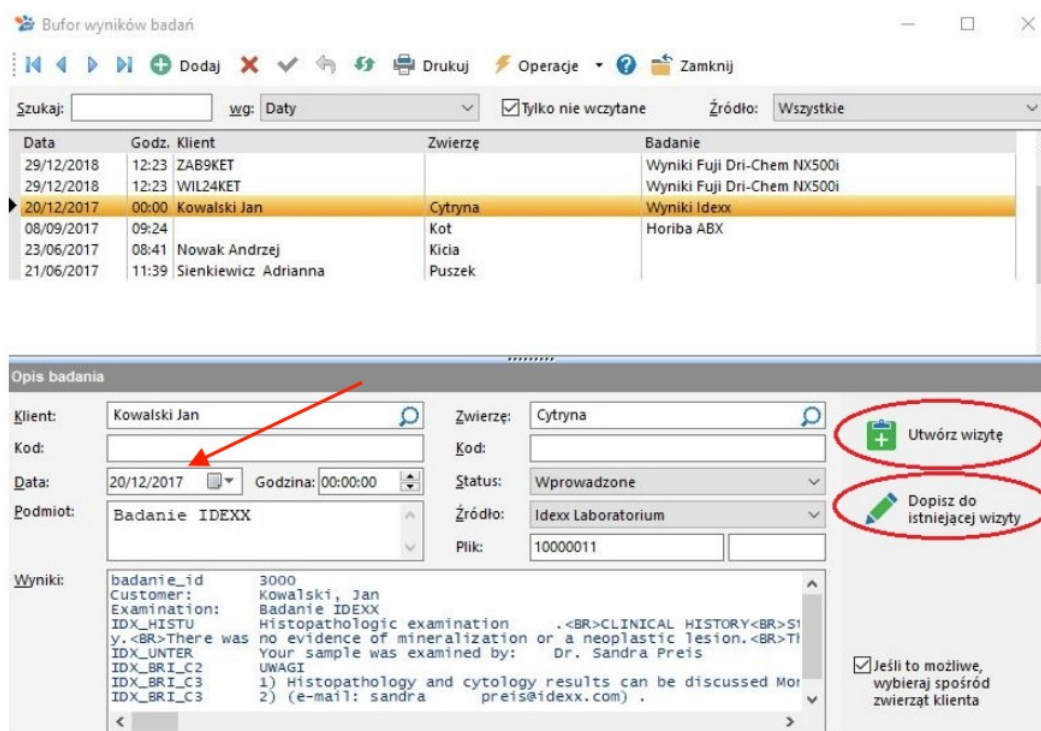 Bufor wyników badań
Dodaj Drukuj Operacje Zamknij
Szukaj: wg: Daty Tylko nie wczytane Źródło: Wszystkie
Data Godz. Klient Zwierzę Badanie
29/12/2018 12:23 ZAB9KET Wyniki Fuji Dri-Chem NX500i
29/12/2018 12:23 WIL24KET Wyniki Fuji Dri-Chem NX500i
20/12/2017 00:00 Kowalski Jan Cytryna Wyniki Idexx
08/09/2017 09:24 Kot Horiba ABX
23/06/2017 08:41 Nowak Andrzej Kicia
21/06/2017 11:39 Sienkiewicz Adrianna Puszek
Opis badania
Klient: Kowalski Jan Zwierzę: Cytryna
Utwórz wizytę
Kod: Kod:
Data: 20/12/2017 Godzina: 00:00:00 Status: Wprowadzone
Dopisz do
istniejącej wizyty
Podmiot: Badanie IDEXX Źródło: Idexx Laboratorium
Plik: 10000011
Wyniki:
badanie_id 3000
Customer: Kowalski, Jan
Examination: Badanie IDEXX
IDX_HISTU Histopathologic examination .<BR>CLINICAL HISTORY<BR>
y.<BR>There was no evidence of mineralization or a neoplastic lesion.<BR>
IDX_UNTER Your sample was examined by: Dr. Sandra Preis
IDX_BRI_C2 UWAGI
IDX_BRI_C3 1) Histopathology and cytology results can be discussed
IDX_BRI_C3 2) (e-mail: sandra preis@idexx.com) .
Jeśli to możliwe,
wybieraj spośród
zwierząt klienta